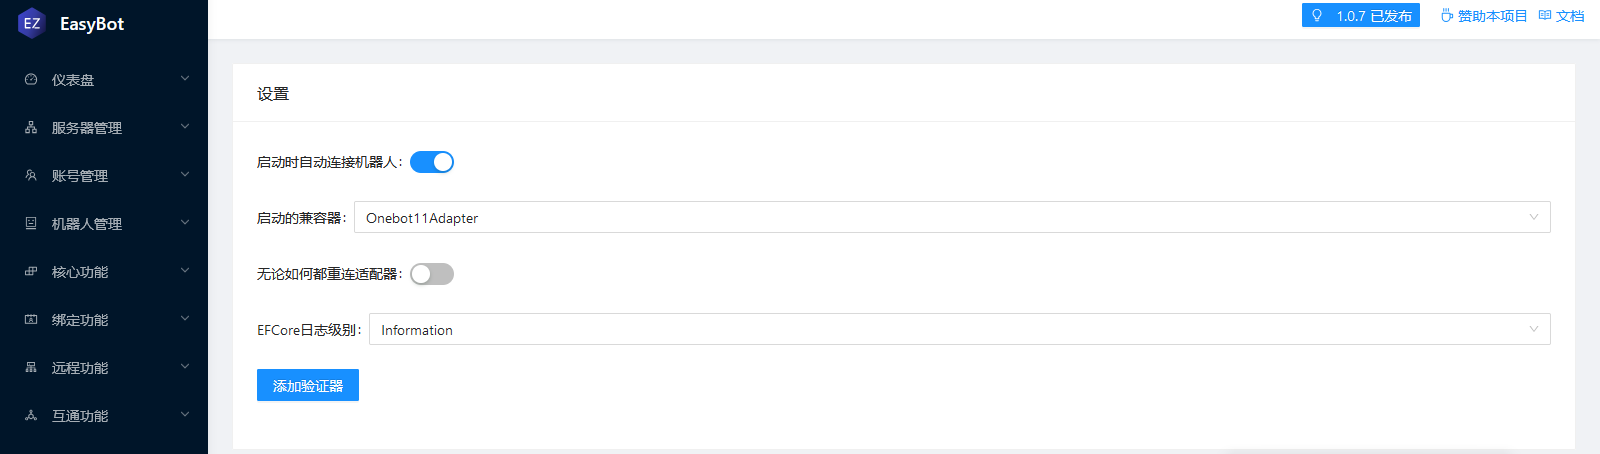 EZ EasyBot
1.0.7 已发布 赞助本项目 文档
仪表盘
服务器管理
账号管理
机器人管理
核心功能
绑定功能
远程功能
互通功能
设置
启动时自动连接机器人:
启动的兼容器: Onebot11Adapter
无论如何都重连适配器:
EFCore日志级别: Information
添加验证器